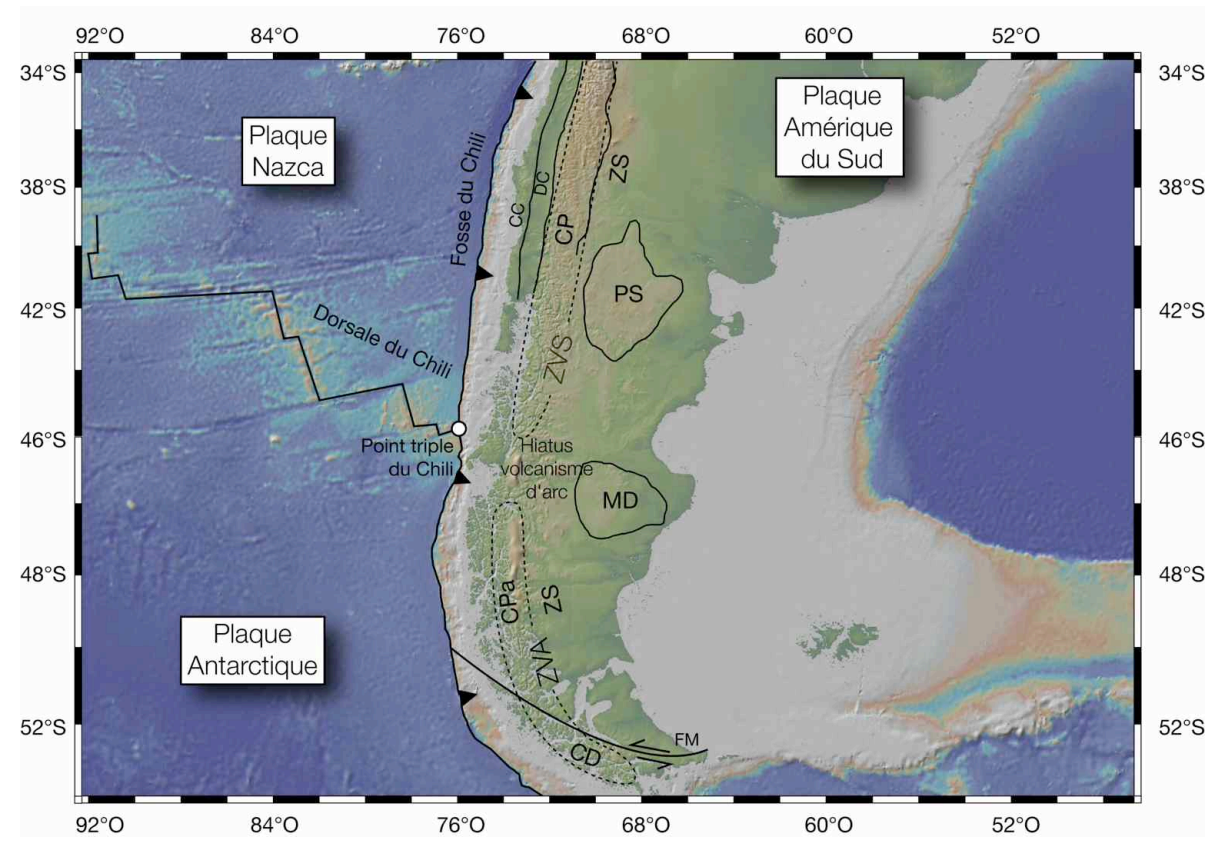 92°O 84°O 76°O 68°O 60°O 52°O
34°S 34°S
Plaque
Nazca
Plaque
Amérique
du Sud
Fosse du Chili
CC
DC
CP
ZS
38°S 38°S
PS
42°S 42°S
Dorsale du Chili
ZVS
46°S 46°S
Point triple
du Chili
Hiatus
volcanisme
d'arc
MD
48°S 48°S
CPa
ZS
Plaque
Antarctique
ZVA
52°S 52°S
FM
CD
92°O 84°O 76°O 68°O 60°O 52°O